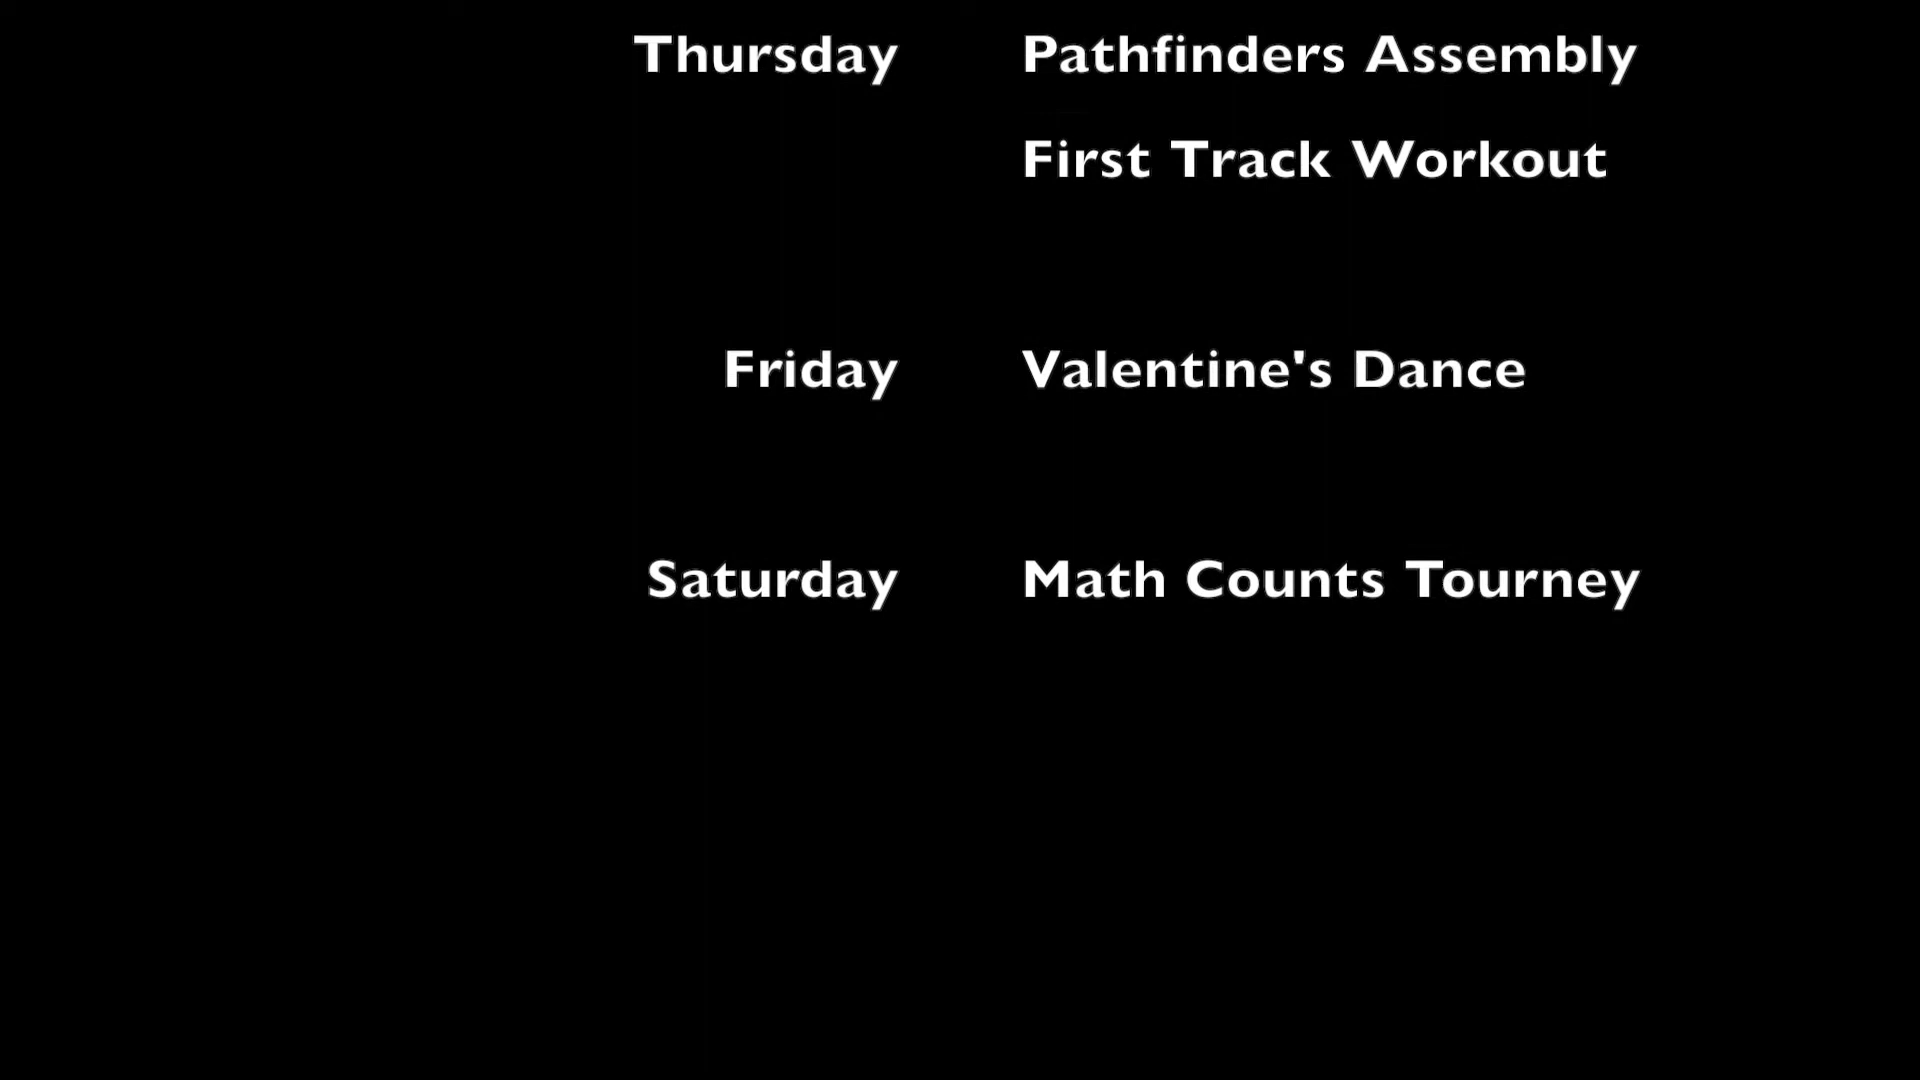 Thursday Pathfinders Assembly
First Track Workout
Friday Valentine's Dance
Saturday Math Counts Tourney